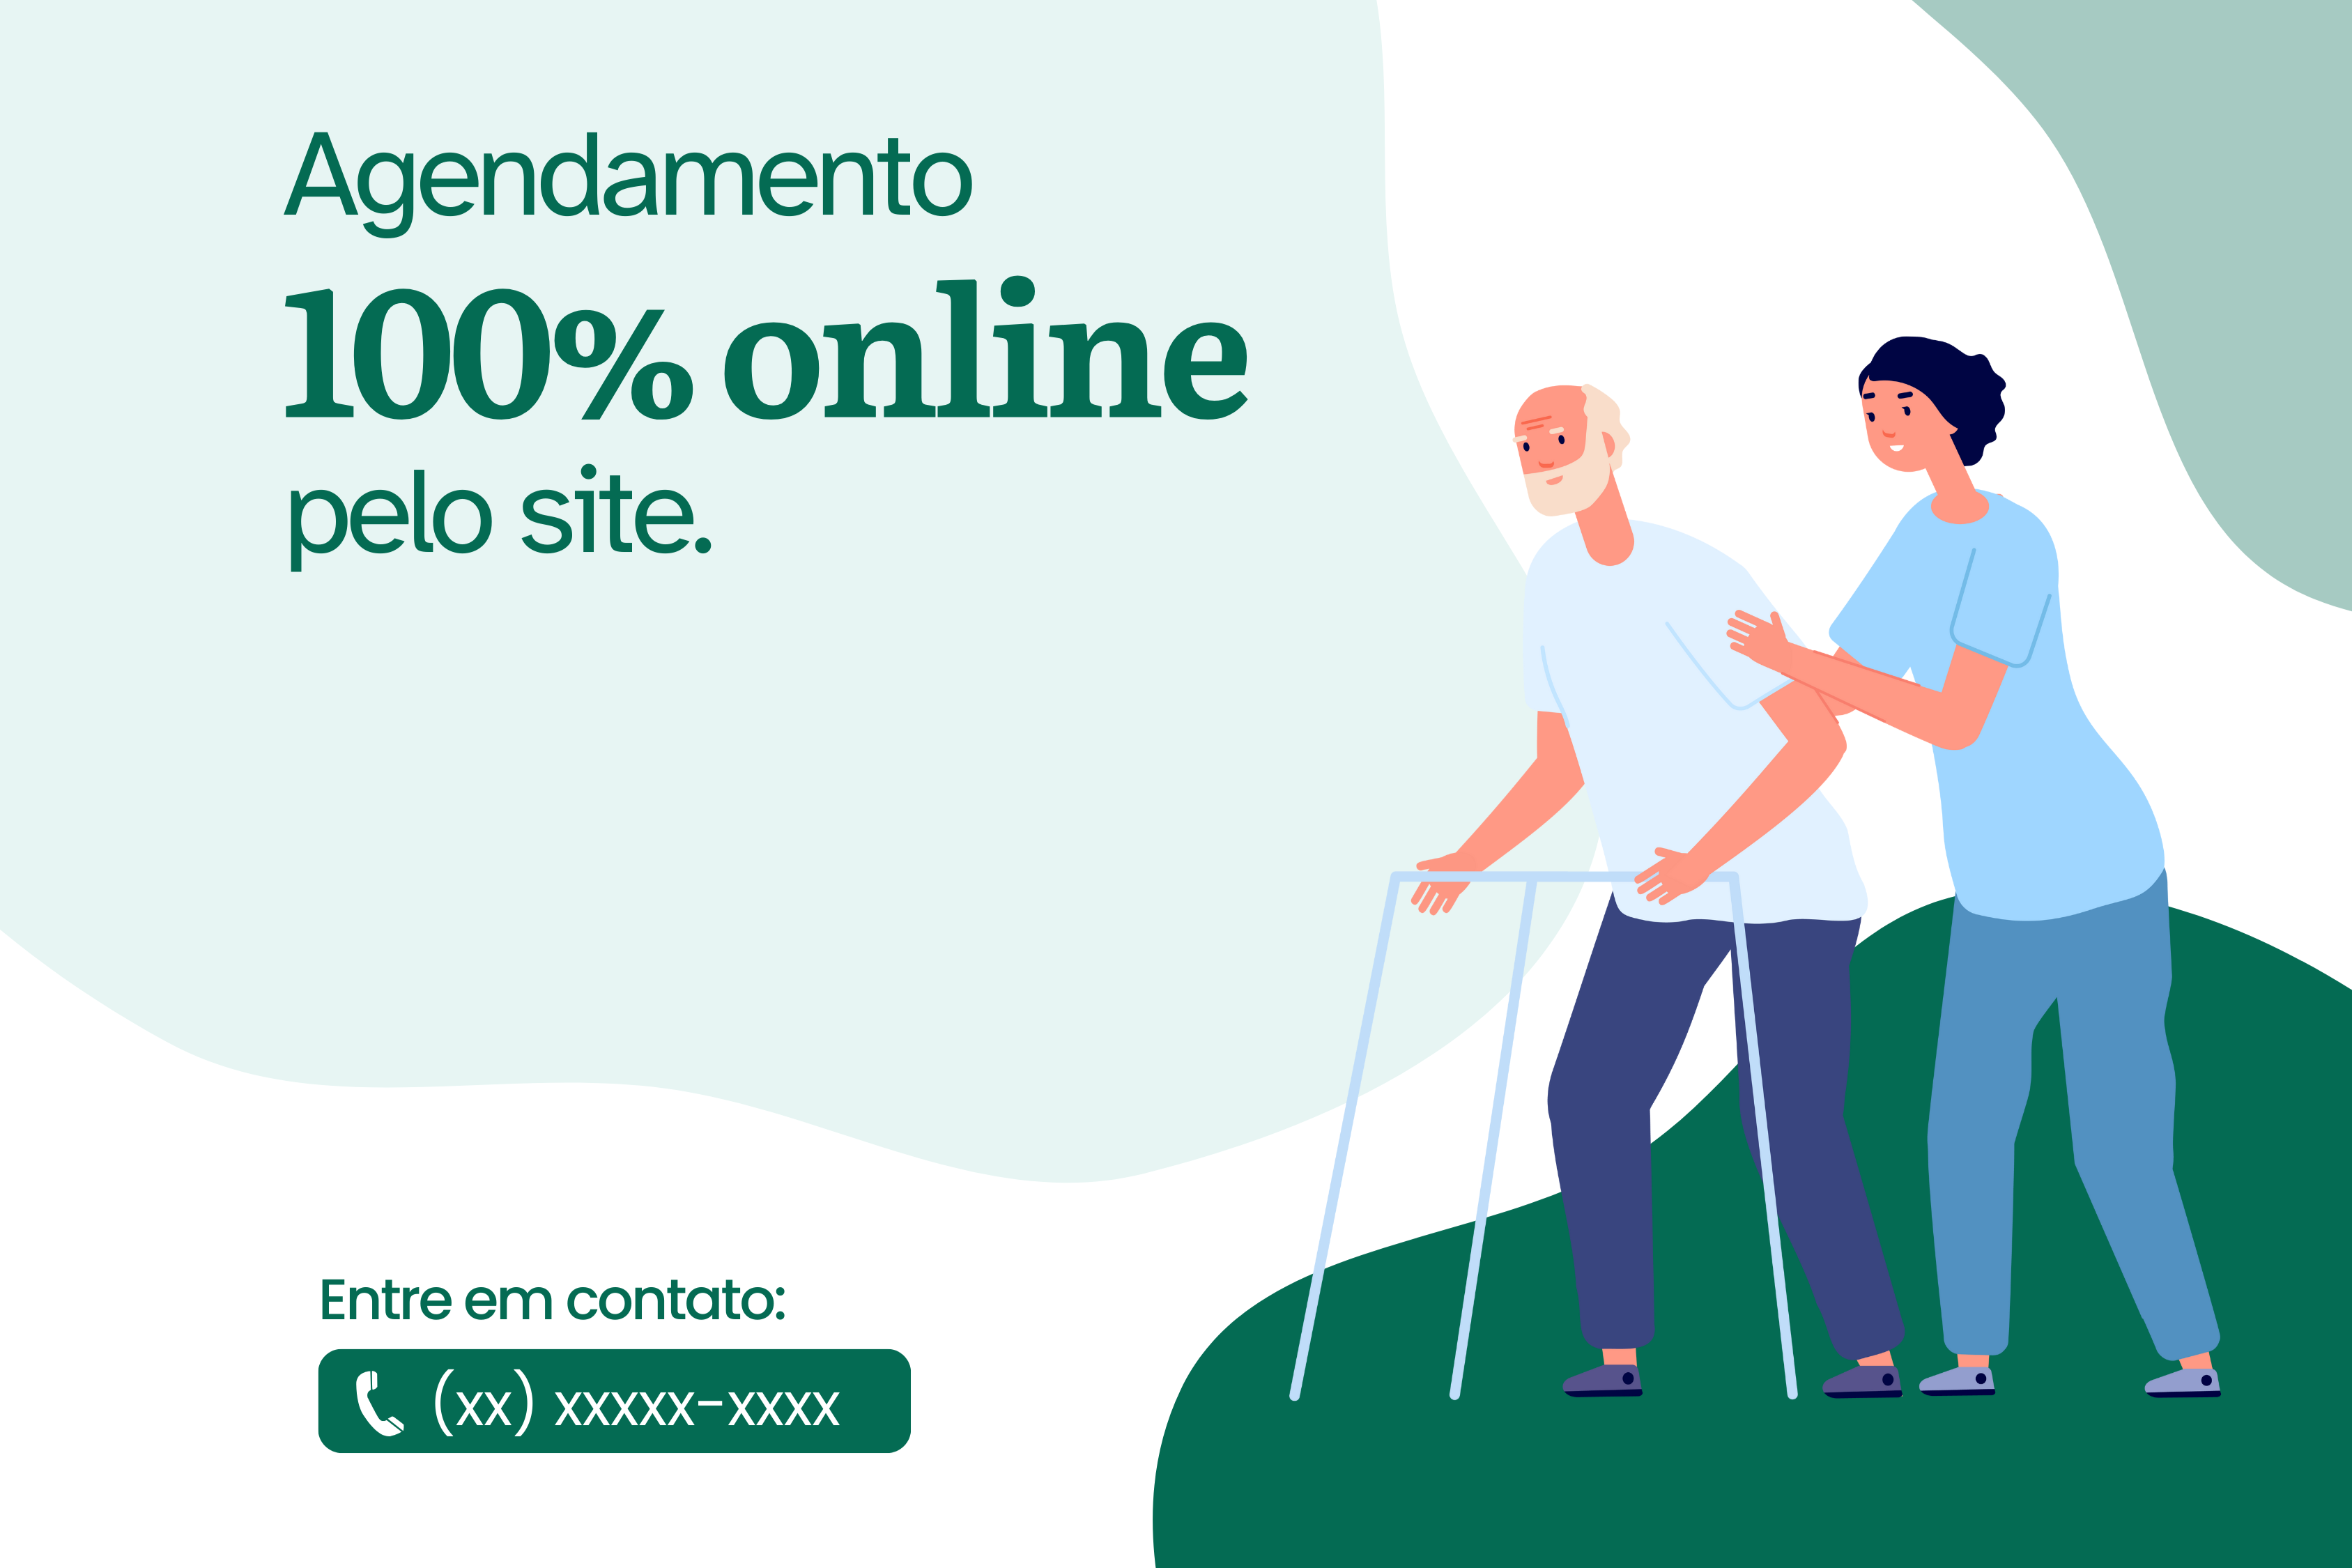 Agendamento
100% online
pelo site.
Entre em contato:
(xx) xxxxx-xxxx